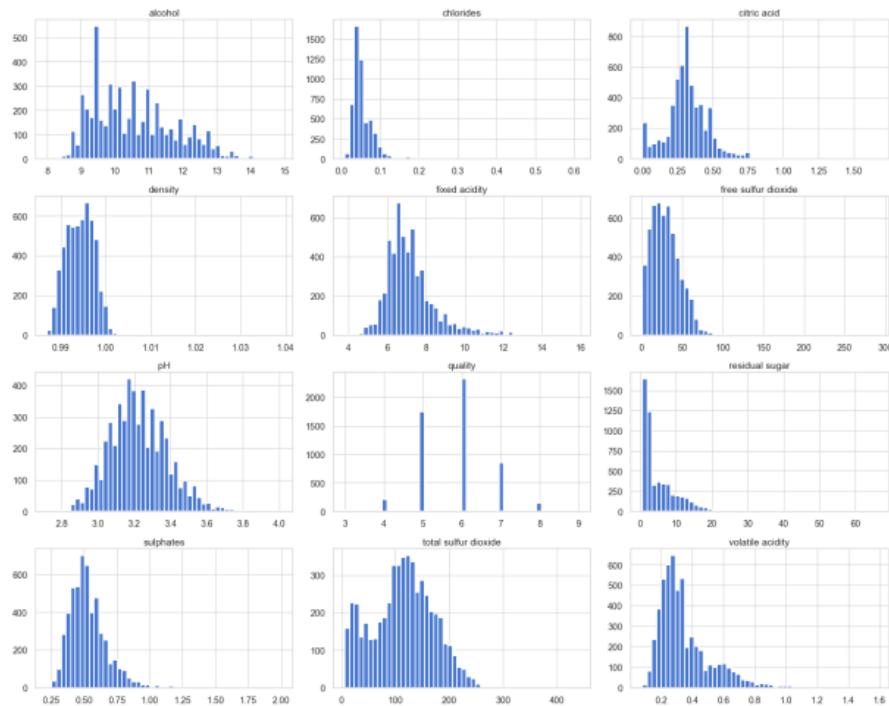 alcohol
500
400
300
200
100
0
8 9 10 11 12 13 14 15
chlorides
1500
1250
1000
750
500
250
0
0.0 0.1 0.2 0.3 0.4 0.5 0.6
citric acid
800
600
400
200
0
0.00 0.25 0.50 0.75 1.00 1.25 1.50
density
600
400
200
0
0.99 1.00 1.01 1.02 1.03 1.04
fixed acidity
600
400
200
0
4 6 8 10 12 14 16
free sulfur dioxide
600
400
200
0
0 50 100 150 200 250 300
pH
400
300
200
100
0
2.8 3.0 3.2 3.4 3.6 3.8 4.0
quality
2000
1500
1000
500
0
3 4 5 6 7 8 9
residual sugar
1500
1250
1000
750
500
250
0
0 10 20 30 40 50 60
sulphates
600
400
200
0
0.25 0.50 0.75 1.00 1.25 1.50 1.75 2.00
total sulfur dioxide
300
200
100
0
0 100 200 300 400
volatile acidity
600
500
400
300
200
100
0
0.2 0.4 0.6 0.8 1.0 1.2 1.4 1.6